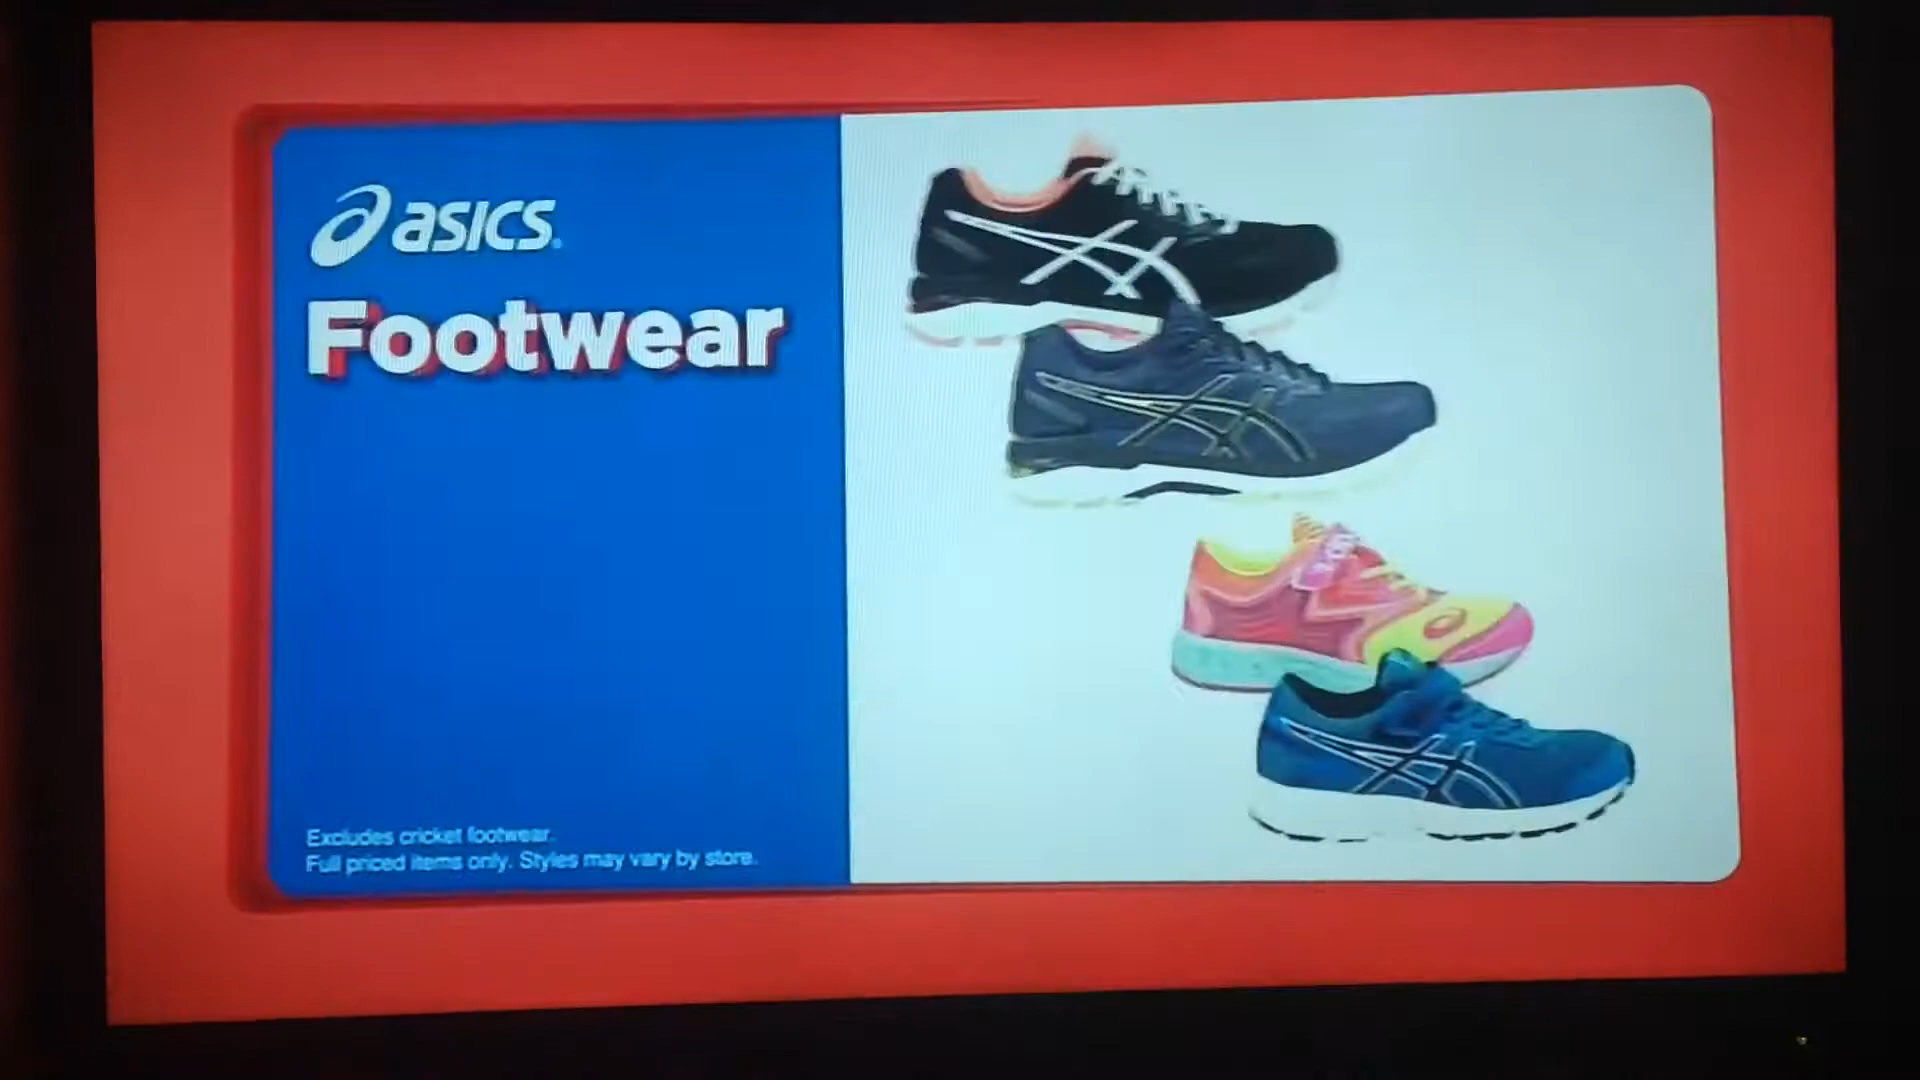 asics
Footwear
Excludes cricket footwear.
Full priced items only. Styles may vary by store.